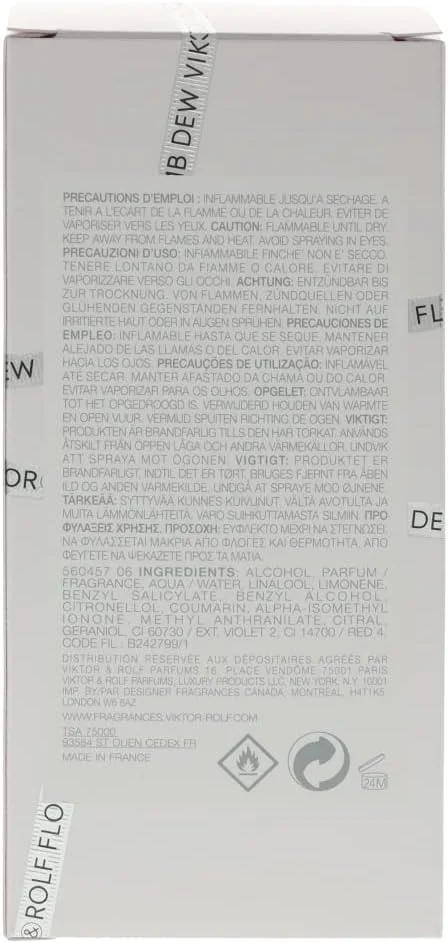 MB DEW VIKT
PRECAUTIONS D'EMPLOI : INFLAMMABLE JUSQU'A SECHAGE. A
TENIR A L'ECART DE LA FLAMME OU DE LA CHALEUR. EVITER DE
VAPORISER VERS LES YEUX. CAUTION: FLAMMABLE UNTIL DRY.
KEEP AWAY FROM FLAMES AND HEAT. AVOID SPRAYING IN EYES.
PRECAUZIONI D'USO: INFIAMMABILE FINCHE' NON E' SECCO.
TENERE LONTANO DA FIAMME O CALORE. EVITARE DI
VAPORIZZARE VERSO GLI OCCHI. ACHTUNG: ENTZÜNDBAR BIS
ZUR TROCKNUNG. VON FLAMMEN, ZÜNDQUELLEN ODER
GLÜHENDEN GEGENSTANDEN FERNHALTEN. NICHT AUF
IRRITIERTE HAUT ODER IN AUGEN SPRÜHEN. PRECAUCIONES DE
EMPLEO: INFLAMABLE HASTA QUE SE SEQUE. MANTENER
ALEJADO DE LAS LLAMAS O DEL CALOR. EVITAR VAPORIZAR
HACIA LOS OJOS. PRECAUÇÕES DE UTILIZAÇÃO: INFLAMÁVEL
ATÉ SECAR. MANTER AFASTADO DA CHAMA OU DO CALOR.
EVITAR VAPORIZAR PARA OS OLHOS. OPGELET: ONTVLAMBAAR
TOT HET OPGEDROOGD IS. VERWIJDERD HOUDEN VAN WARMTE
EN OPEN VUUR. VERMIJD SPUITEN RICHTING DE OGEN. VIKTIGT:
PRODUKTEN ÄR BRANDFARLIG TILLS DEN HAR TORKAT. ANVÄNDS
ÅTSKILT FRÅN ÖPPEN LÅGA OCH ANDRA VÄRMEKÄLLOR. UNDVIK
ATT SPRAYA MOT ÖGONEN. VIGTIGT: PRODUKTET ER
BRANDFARLIGT, INDTIL DET ER TØRT. BRUGES FJERNT FRA ÅBEN
ILD OG ANDEN VARMEKILDE. UNDGÅ AT SPRAYE MOD ØJNENE.
TÄRKEÄÄ: SYTTYVÄÄ KUNNES KUIVUNUT. VÄLTÄ AVOTULTA JA
MUITA LÄMMÖNLÄHTEITÄ. VARO SUIHKUTTAMASTA SILMIIN. ΠΡΟ
ΦΥΛΑΞΕΙΣ ΧΡΗΣΗΣ. ΠΡΟΣΟΧΗ: ΕΥΦΛΕΚΤΟ ΜΕΧΡΙ ΝΑ ΣΤΕΓΝΩΣΕΙ.
ΝΑ ΦΥΛΑΣΣΕΤΑΙ ΜΑΚΡΙΑ ΑΠΟ ΦΛΟΓΕΣ ΚΑΙ ΘΕΡΜΟΤΗΤΑ. ΑΠΟ
ΦΕΥΓΕΤΕ ΝΑ ΨΕΚΑΖΕΤΕ ΠΡΟΣ ΤΑ ΜΑΤΙΑ.
560457 06 INGREDIENTS: ALCOHOL, PARFUM /
FRAGRANCE, AQUA / WATER, LINALOOL, LIMONENE,
BENZYL SALICYLATE, BENZYL ALCOHOL,
CITRONELLOL, COUMARIN, ALPHA-ISOMETHYL
IONONE, METHYL ANTHRANILATE, CITRAL,
GERANIOL, CI 60730 / EXT. VIOLET 2, CI 14700 / RED 4.
CODE FIL : B242799/1
DISTRIBUTION RÉSERVÉE AUX DÉPOSITAIRES AGRÉÉS PAR
VIKTOR & ROLF PARFUMS 16, PLACE VENDÔME 75001 PARIS
VIKTOR & ROLF PARFUMS, LUXURY PRODUCTS LLC, NEW YORK, N.Y. 10001
IMP. BY/PAR DESIGNER FRAGRANCES CANADA, MONTRÉAL, H4T1K5
LONDON W6 8AZ
WWW.FRAGRANCES.VIKTOR-ROLF.COM
TSA 75000
93584 ST OUEN CEDEX FR
MADE IN FRANCE
24M
FL
EW
OR
DE
& ROLF FLO